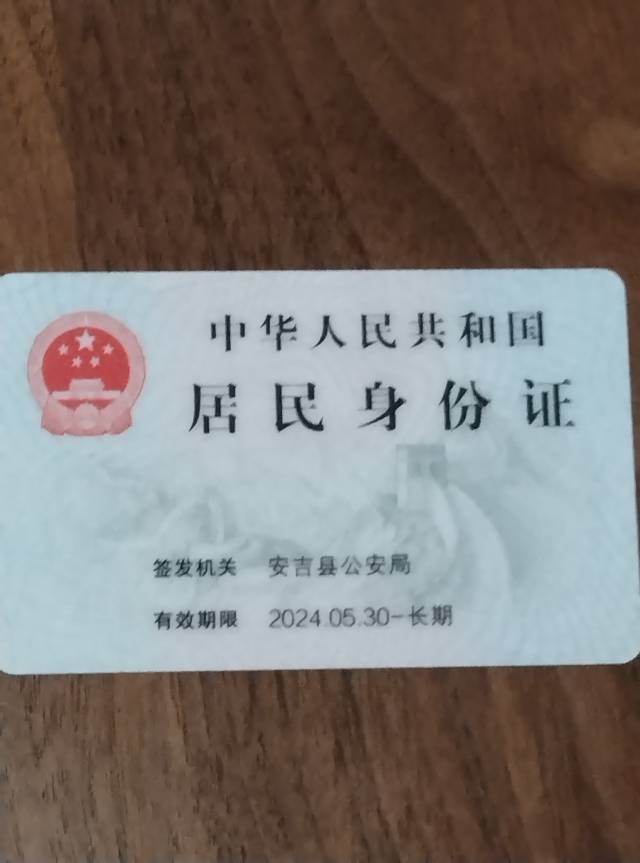 中华人民共和国
居民身份证
签发机关 安吉县公安局
有效期限 2024.05.30-长期